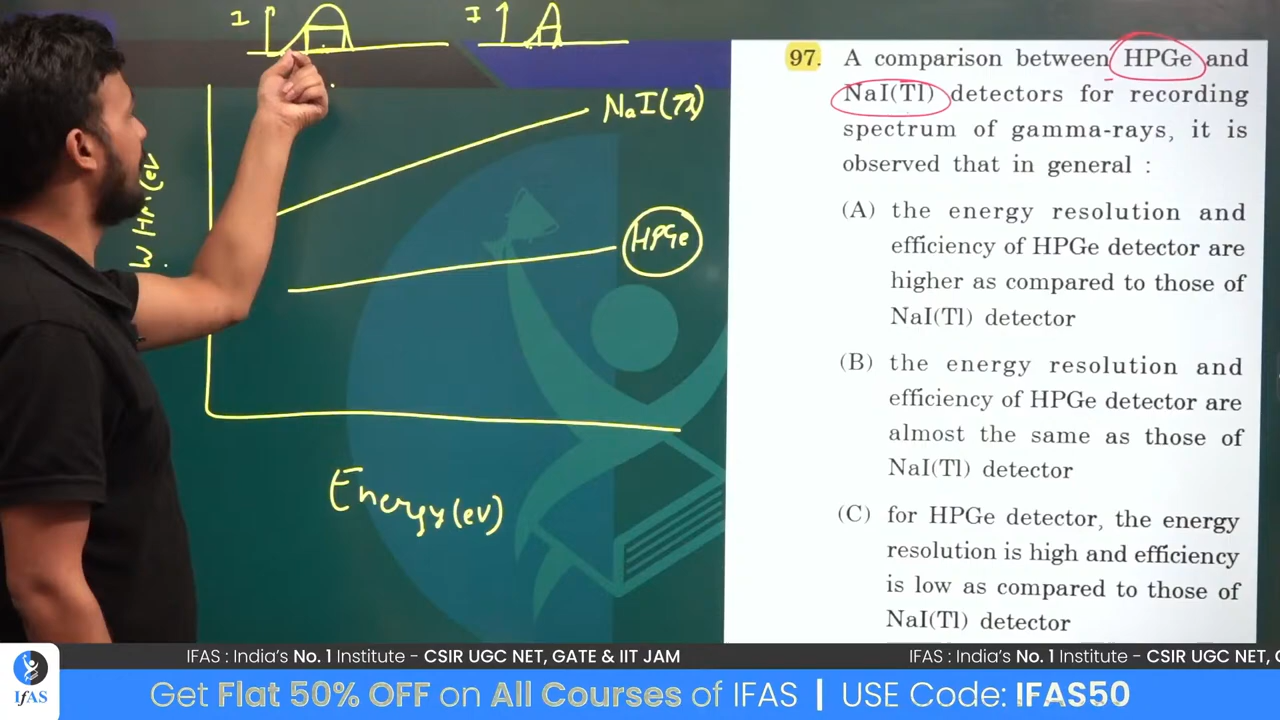 I
I
NaI(Tl)
HPGe
WHM(ev
Energy(ev)
97. A comparison between HPGe and
NaI(Tl) detectors for recording
spectrum of gamma-rays, it is
observed that in general :
(A) the energy resolution and
efficiency of HPGe detector are
higher as compared to those of
NaI(Tl) detector
(B) the energy resolution and
efficiency of HPGe detector are
almost the same as those of
NaI(Tl) detector
(C) for HPGe detector, the energy
resolution is high and efficiency
is low as compared to those of
NaI(Tl) detector
IFAS : India's No. 1 Institute - CSIR UGC NET, GATE & IIT JAM
IFAS : India's No. 1 Institute - CSIR UGC NET, G
IFAS
Get Flat 50% OFF on All Courses of IFAS | USE Code: IFAS50